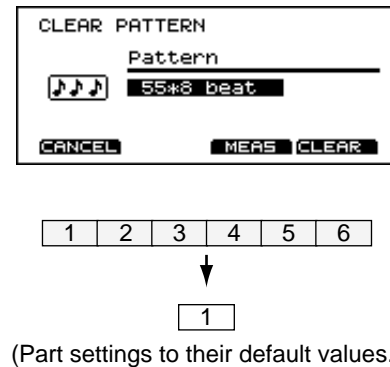 CLEAR PATTERN
Pattern
55*8 beat
CANCEL MEAS CLEAR
1 2 3 4 5 6
1
(Part settings to their default values.